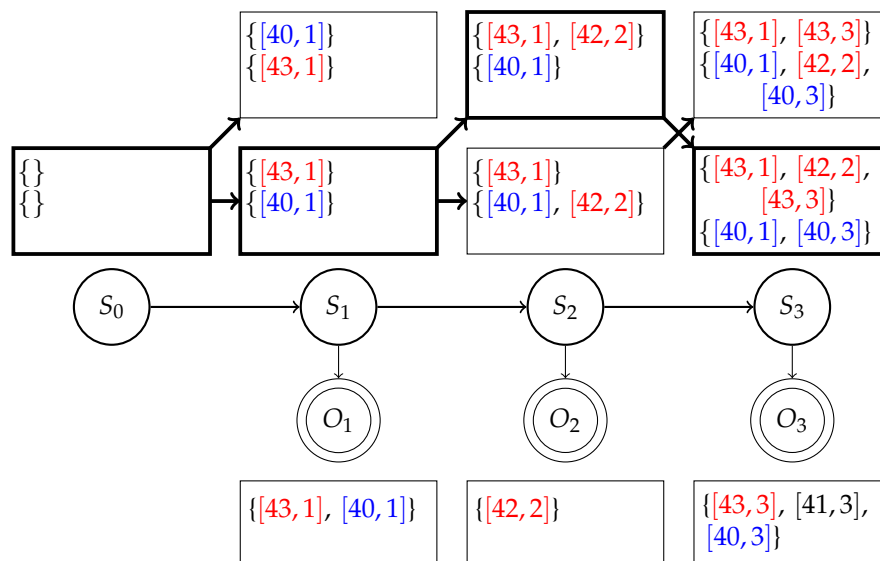 {[40, 1]}
{[43, 1]}
{[43, 1], [42, 2]}
{[40, 1]}
{[43, 1], [43, 3]}
{[40, 1], [42, 2],
[40, 3]}
{}
{}
{[43, 1]}
{[40, 1]}
{[43, 1]}
{[40, 1], [42, 2]}
{[43, 1], [42, 2],
[43, 3]}
{[40, 1], [40, 3]}
S₀
S₁
S₂
S₃
O₁
O₂
O₃
{[43, 1], [40, 1]}
{[42, 2]}
{[43, 3], [41, 3],
[40, 3]}